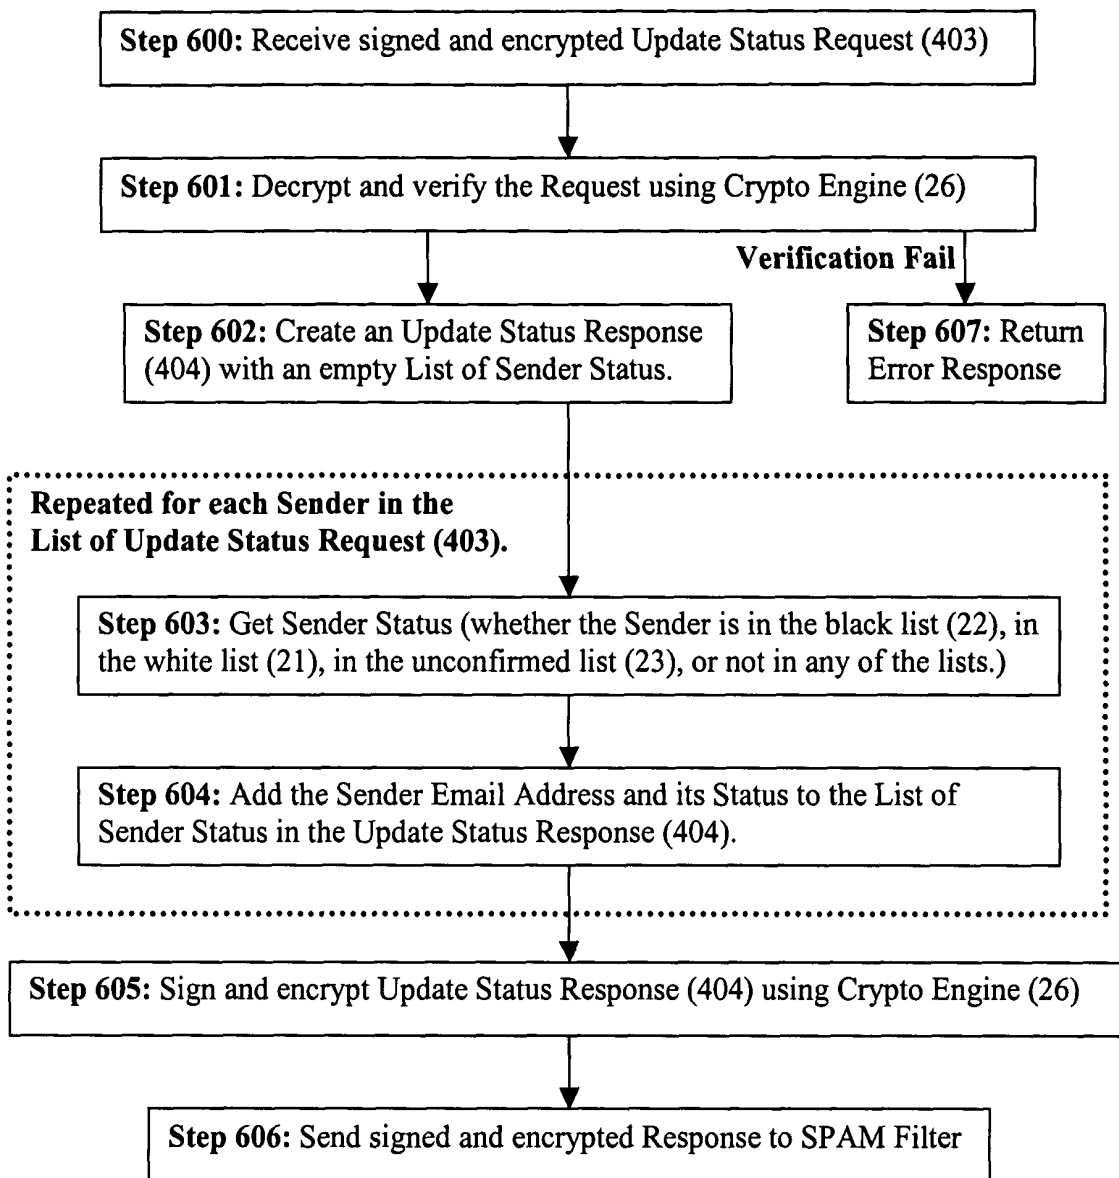 Step 600: Receive signed and encrypted Update Status Request (403)
Step 601: Decrypt and verify the Request using Crypto Engine (26)
Verification Fail
Step 602: Create an Update Status Response
(404) with an empty List of Sender Status.
Step 607: Return
Error Response
Repeated for each Sender in the
List of Update Status Request (403).
Step 603: Get Sender Status (whether the Sender is in the black list (22), in
the white list (21), in the unconfirmed list (23), or not in any of the lists.)
Step 604: Add the Sender Email Address and its Status to the List of
Sender Status in the Update Status Response (404).
Step 605: Sign and encrypt Update Status Response (404) using Crypto Engine (26)
Step 606: Send signed and encrypted Response to SPAM Filter